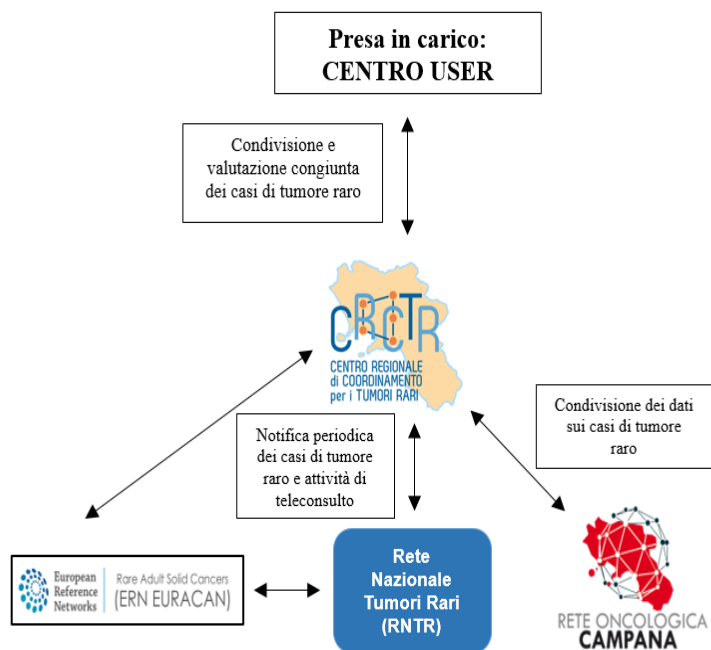 Presa in carico:
CENTRO USER
Condivisione e
valutazione congiunta
dei casi di tumore raro
CRCTR
CENTRO REGIONALE
di COORDINAMENTO
per i TUMORI RARI
Notifica periodica
dei casi di tumore
raro e attività di
teleconsulto
Condivisione dei dati
sui casi di tumore
raro
European
Reference
Networks
Rare Adult Solid Cancers
(ERN EURACAN)
Rete
Nazionale
Tumori Rari
(RNTR)
RETE ONCOLOGICA
CAMPANA